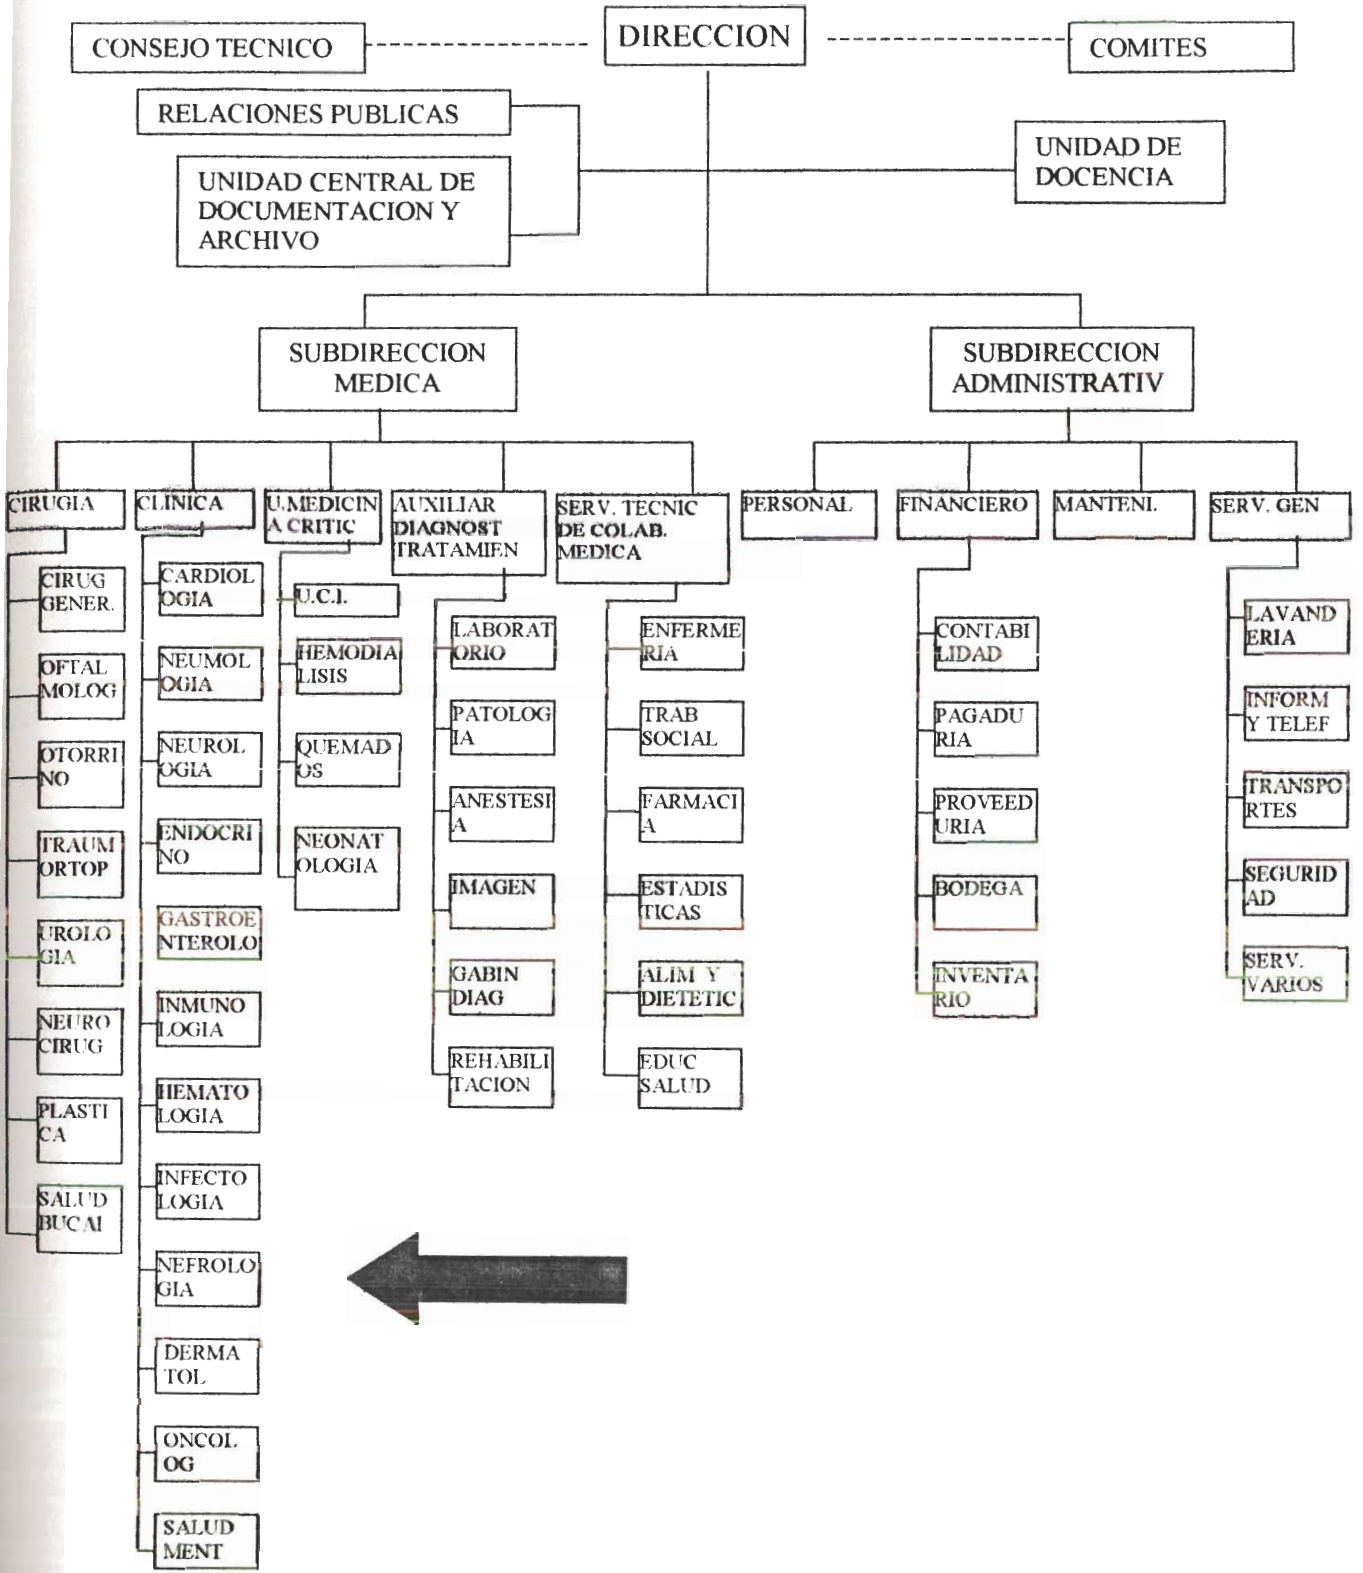 DIRECCION
CONSEJO TECNICO
COMITES
RELACIONES PUBLICAS
UNIDAD DE
DOCENCIA
UNIDAD CENTRAL DE
DOCUMENTACION Y
ARCHIVO
SUBDIRECCION
MEDICA
SUBDIRECCION
ADMINISTRATIV
CIRUGIA
CLINICA
U.MEDICIN
A CRITIC
AUXILIAR
DIAGNOST
TRATAMIEN
SERV. TECNIC
DE COLAB.
MEDICA
PERSONAL
FINANCIERO
MANTENI.
SERV. GEN
CIRUG
GENER.
OFTAL
MOLOG
OTORRI
NO
TRAUM
ORTOP
UROLO
GIA
NEURO
CIRUG
PLASTI
CA
SALUD
BUCAl
CARDIOL
OGIA
NEUMOL
OGIA
NEUROL
OGIA
ENDOCRI
NO
GASTROE
NTEROLO
INMUNO
LOGIA
HEMATO
LOGIA
INFECTO
LOGIA
NEFROLO
GIA
DERMA
TOL
ONCOL
OG
SALUD
MENT
U.C.I.
HEMODIA
LISIS
QUEMAD
OS
NEONAT
OLOGIA
LABORAT
ORIO
PATOLOG
IA
ANESTESI
A
IMAGEN
GABIN
DIAG
REHABILI
TACION
ENFERME
RIA
TRAB
SOCIAL
FARMACI
A
ESTADIS
TICAS
ALIM Y
DIETETIC
EDUC
SALUD
CONTABI
LIDAD
PAGADU
RIA
PROVEED
URIA
BODEGA
INVENTA
RIO
LAVAND
ERIA
INFORM
Y TELEF
TRANSPO
RTES
SEGURID
AD
SERV.
VARIOS